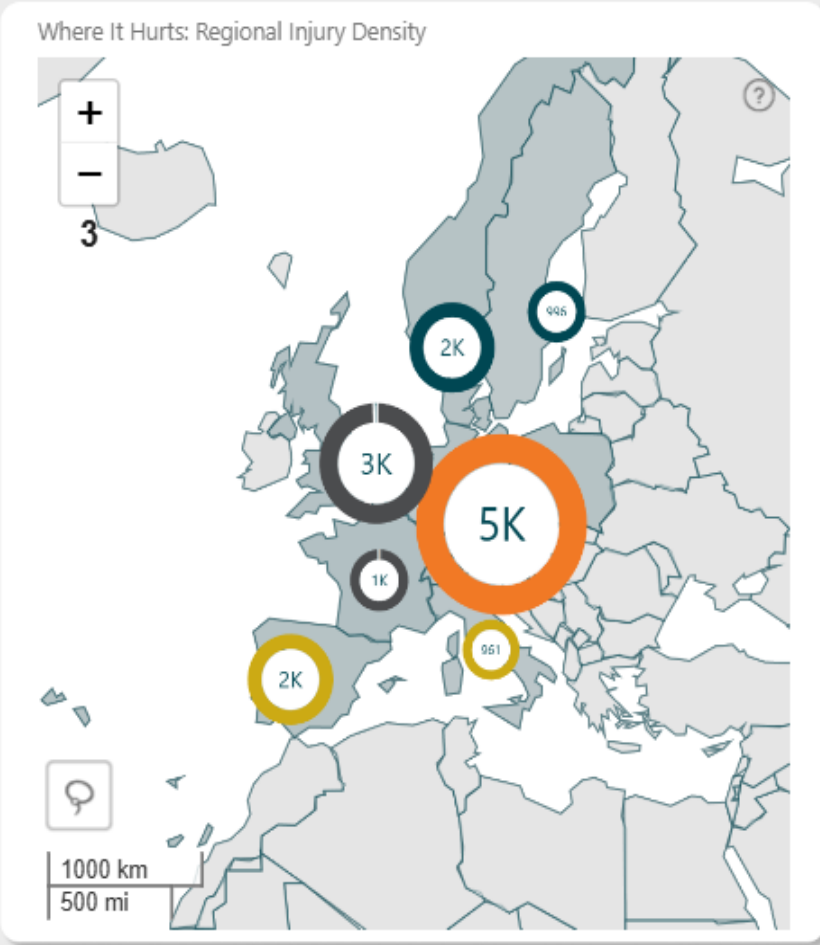 Where It Hurts: Regional Injury Density
+
?
−
3
996
2K
3K
5K
1K
961
2K
1000 km
500 mi